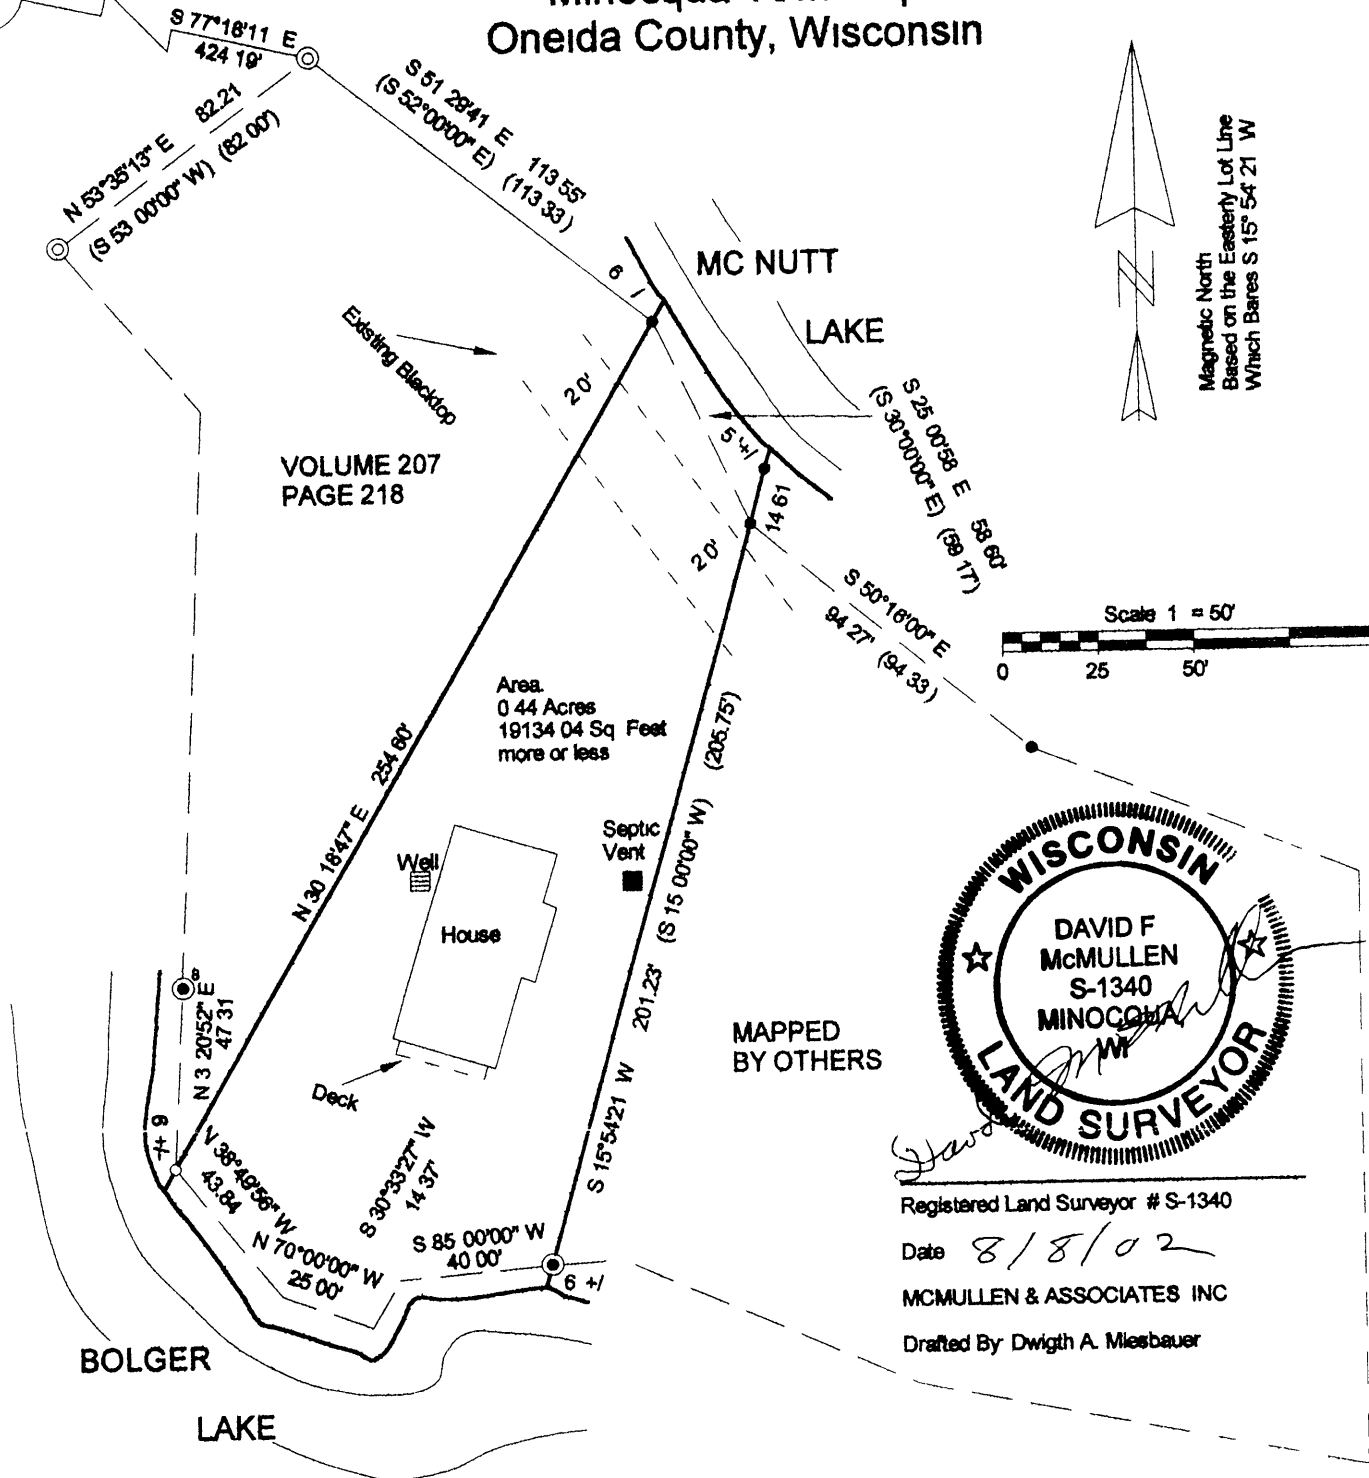 Oneida County, Wisconsin
S 77°18'11 E
424 19'
N 53°35'13" E 82.21
(S 53 00'00" W) (82 00')
S 51 29'41 E 113 55'
(S 52°00'00" E) (113 33)
MC NUTT
LAKE
Magnetic North
Based on the Easterly Lot Line
Which Bares S 15° 54' 21 W
6 /
Existing Blacktop
2 0'
VOLUME 207
PAGE 218
5 '+/
14 61
S 25 00'58 E 58 60'
(S 30°00'00" E) (59 17')
2 0'
S 50°16'00" E
94 27' (94 33)
Scale 1 = 50'
0 25 50'
Area.
0 44 Acres
19134 04 Sq Feet
more or less
N 30 18'47" E 254 60'
S 15°54'21 W 201.23' (S 15 00'00" W) (205.75')
Septic
Vent
Well
House
Deck
8
N 3 20'52" E
47 31
6 +/
N 38°49'56" W
43.84
N 70°00'00" W
25 00'
S 30°33'27" W
14 37'
S 85 00'00" W
40 00'
6 +/
MAPPED
BY OTHERS
WISCONSIN
DAVID F
McMULLEN
S-1340
MINOCQUA,
WI
LAND SURVEYOR
Registered Land Surveyor # S-1340
Date 8/8/02
MCMULLEN & ASSOCIATES INC
Drafted By Dwigth A. Miesbauer
BOLGER
LAKE